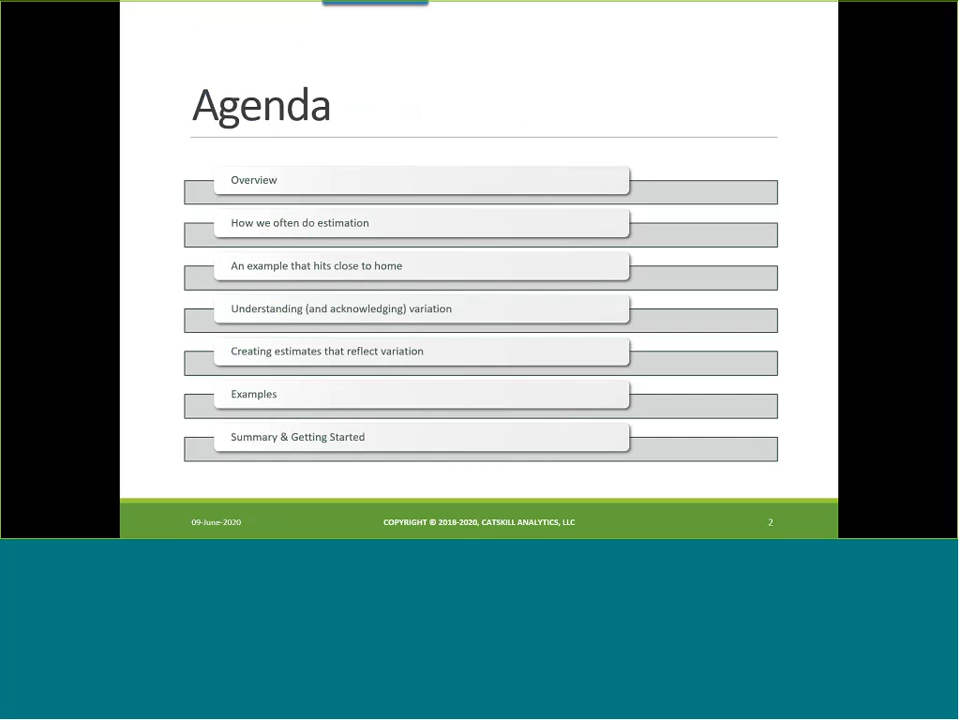 Agenda
Overview
How we often do estimation
An example that hits close to home
Understanding (and acknowledging) variation
Creating estimates that reflect variation
Examples
Summary & Getting Started
09-June-2020 COPYRIGHT © 2018-2020, CATSKILL ANALYTICS, LLC 2